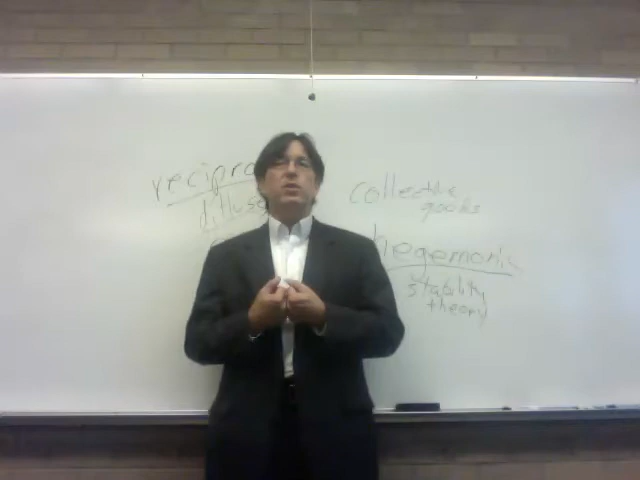 recipro
diffuse
collective
goods
hegemonic
stability
theory